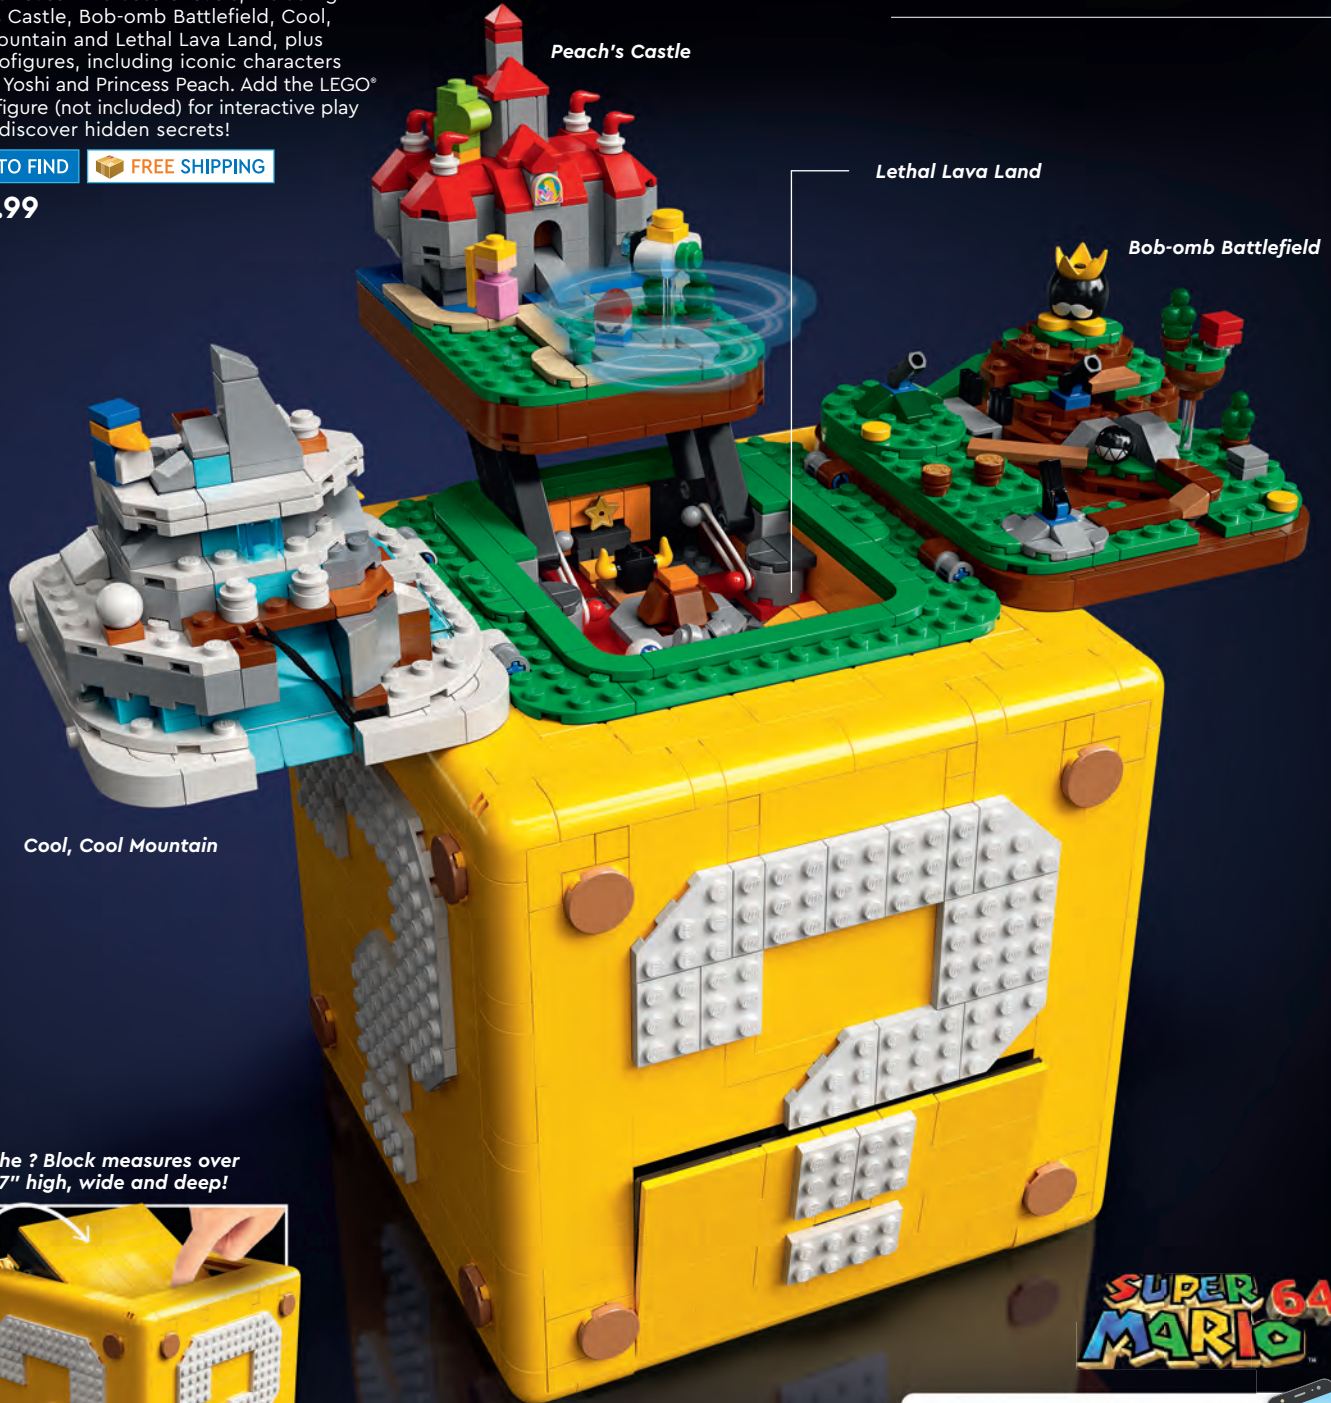 Castle, Bob-omb Battlefield, Cool,
ountain and Lethal Lava Land, plus
ofigures, including iconic characters
Yoshi and Princess Peach. Add the LEGO®
figure (not included) for interactive play
discover hidden secrets!
TO FIND
FREE SHIPPING
.99
Peach's Castle
Lethal Lava Land
Bob-omb Battlefield
Cool, Cool Mountain
he ? Block measures over
7" high, wide and deep!
SUPER
MARIO 64
™